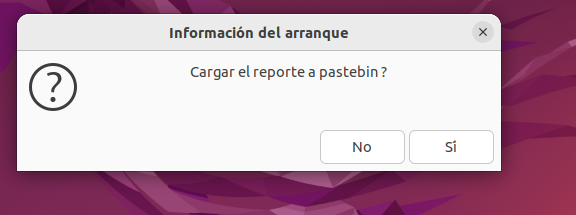 Información del arranque
Cargar el reporte a pastebin ?
No
Sí